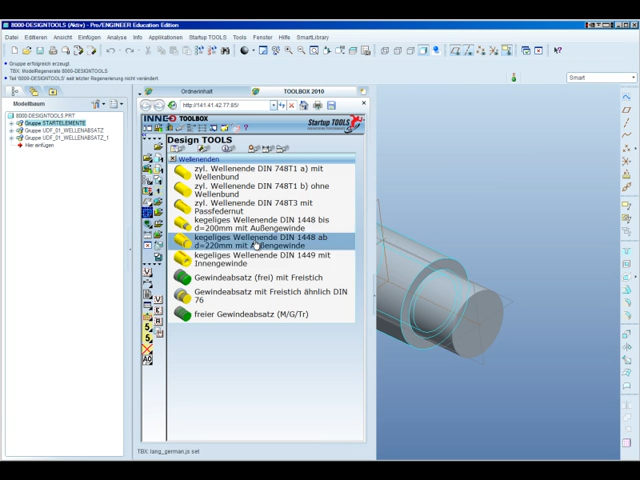 8000-DESIGNTOOLS (Aktiv) - Pro/ENGINEER Education Edition
Datei Editieren Ansicht Einfügen Analyse Info Applikationen Startup TOOLS Tools Fenster Hilfe SmartLibrary
Gruppe erfolgreich erzeugt.
TBX: ModelRegenerate 8000-DESIGNTOOLS
Teil '8000-DESIGNTOOLS' seit letzter Regenerierung nicht verändert.
Smart
Modellbaum
8000-DESIGNTOOLS.PRT
Gruppe STARTELEMENTE
Gruppe UDF_01_WELLENABSATZ
Gruppe UDF_01_WELLENABSATZ_1
Hier einfügen
Ordnerinhalt
TOOLBOX 2010
http://141.41.42.77:85/
INNEO TOOLBOX
Startup TOOLS
Design TOOLS
Wellenenden
zyl. Wellenende DIN 748T1 a) mit
Wellenbund
zyl. Wellenende DIN 748T1 b) ohne
Wellenbund
zyl. Wellenende DIN 748T3 mit
Passfedernut
kegeliges Wellenende DIN 1448 bis
d=200mm mit Außengewinde
kegeliges Wellenende DIN 1448 ab
d=220mm mit Außengewinde
kegeliges Wellenende DIN 1449 mit
Innengewinde
Gewindeabsatz (frei) mit Freistich
Gewindeabsatz mit Freistich ähnlich DIN
76
freier Gewindeabsatz (M/G/Tr)
TBX: lang_german.js set